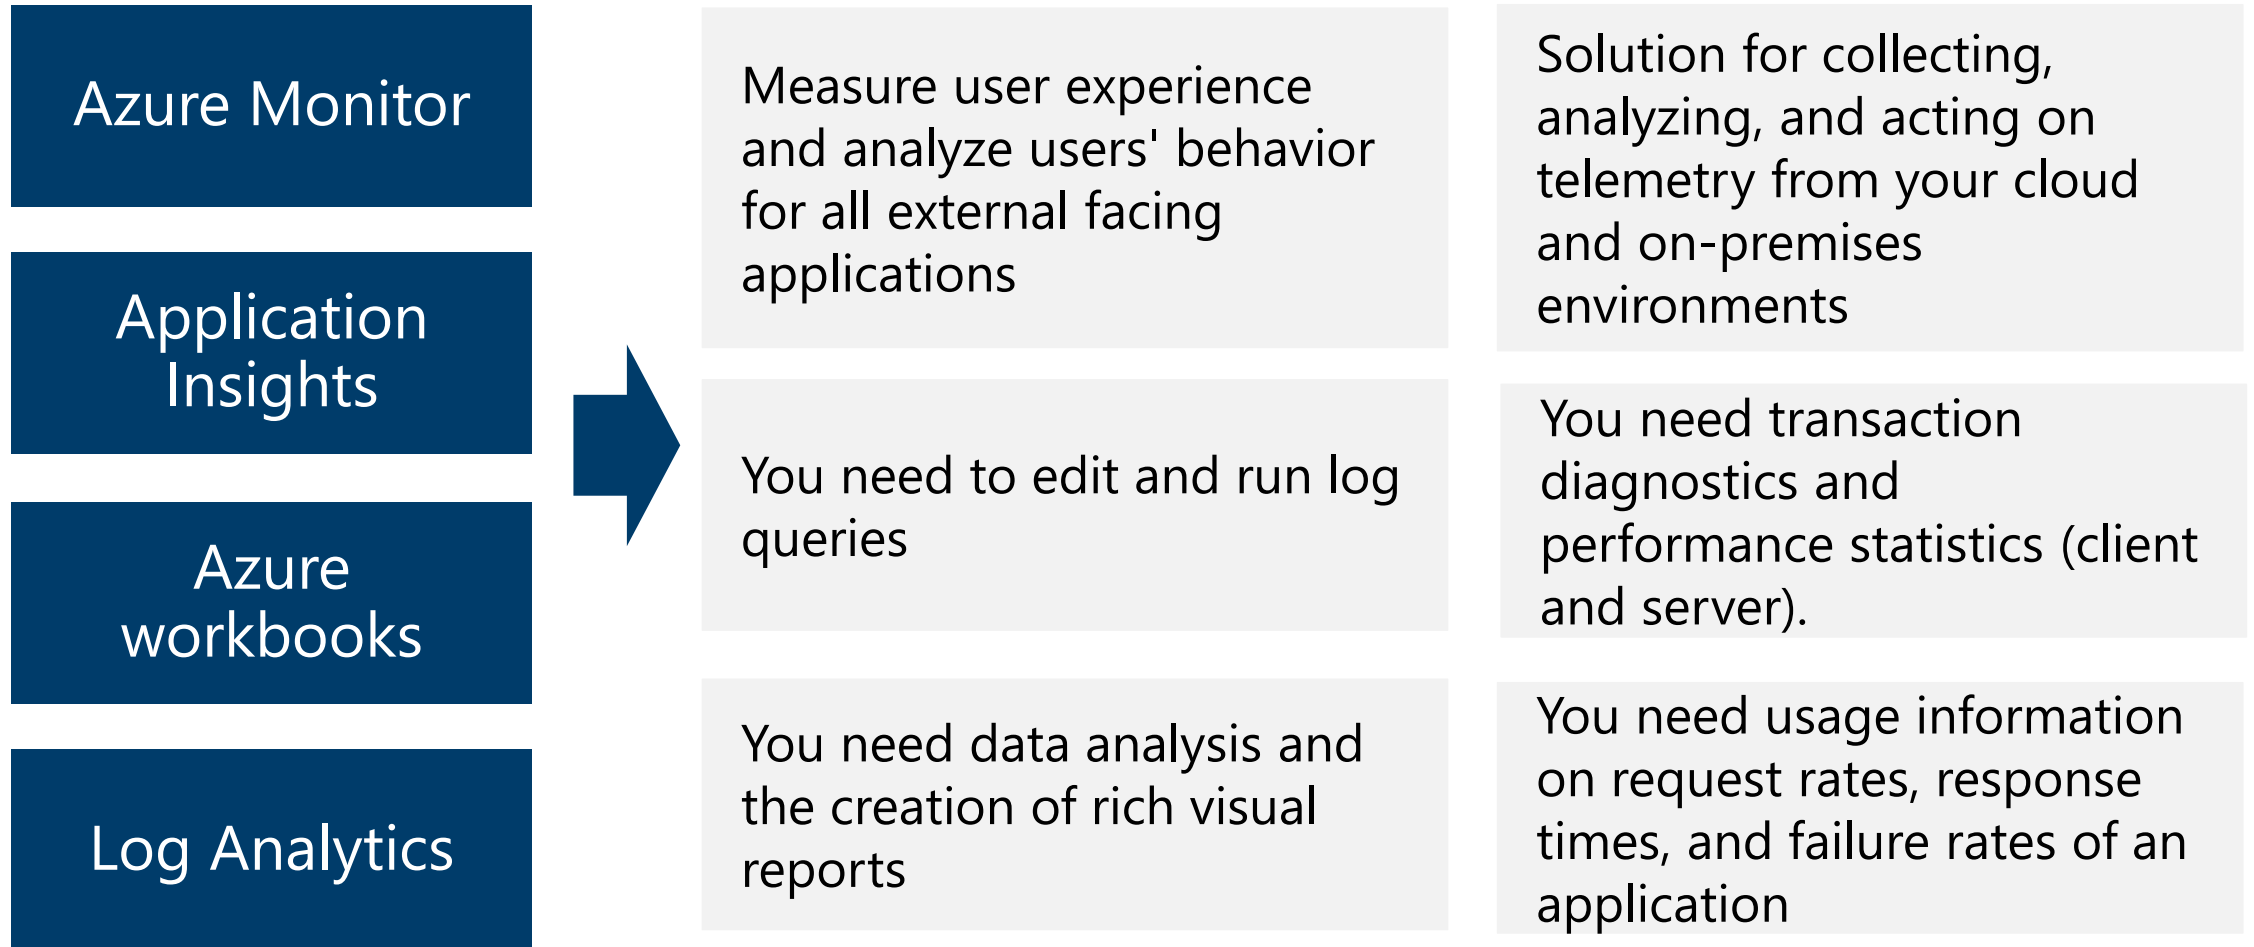 Azure Monitor
Application
Insights
Azure
workbooks
Log Analytics
Measure user experience
and analyze users' behavior
for all external facing
applications
You need to edit and run log
queries
You need data analysis and
the creation of rich visual
reports
Solution for collecting,
analyzing, and acting on
telemetry from your cloud
and on-premises
environments
You need transaction
diagnostics and
performance statistics (client
and server).
You need usage information
on request rates, response
times, and failure rates of an
application